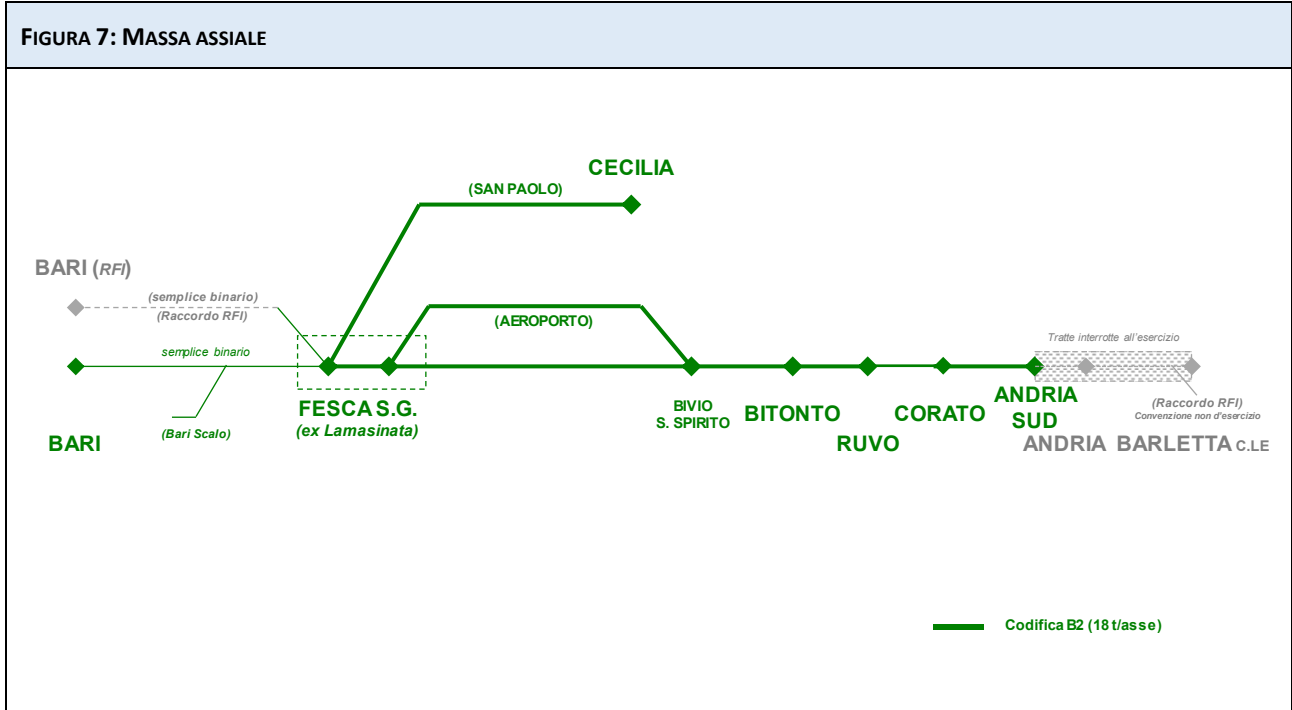 FIGURA 7: MASSA ASSIALE
CECILIA
(SAN PAOLO)
BARI (RFI)
(semplice binario)
(Raccordo RFI)
(AEROPORTO)
semplice binario
Tratte interrotte all'esercizio
(Bari Scalo)
FESCA S.G.
(ex Lamasinata)
BARI
BIVIO
S. SPIRITO
BITONTO
RUVO
CORATO
ANDRIA
SUD
(Raccordo RFI)
Convenzione non d'esercizio
ANDRIA
BARLETTA C.LE
Codifica B2 (18 t/asse)